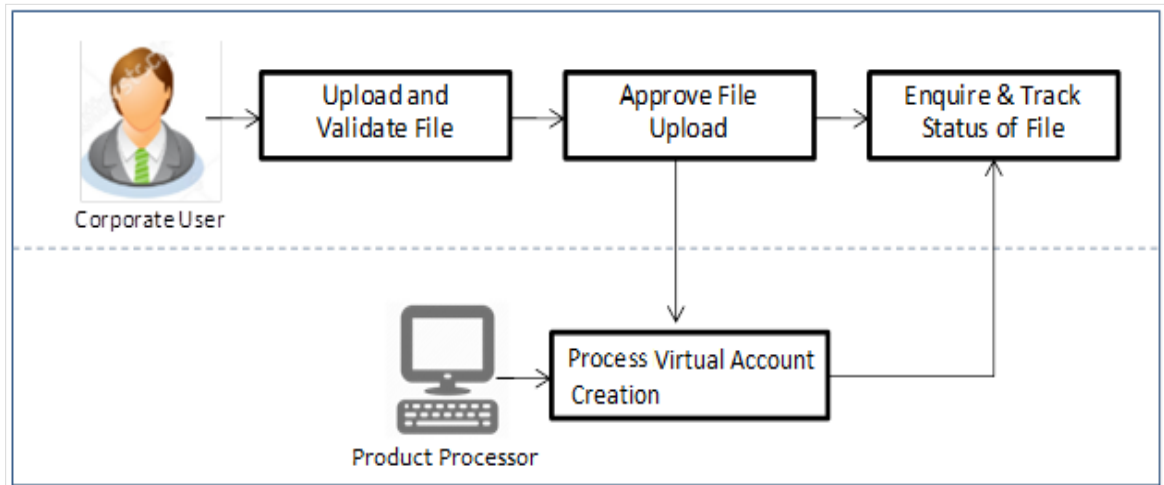 Upload and
Validate File
Approve File
Upload
Enquire & Track
Status of File
Corporate User
Process Virtual Account
Creation
Product Processor